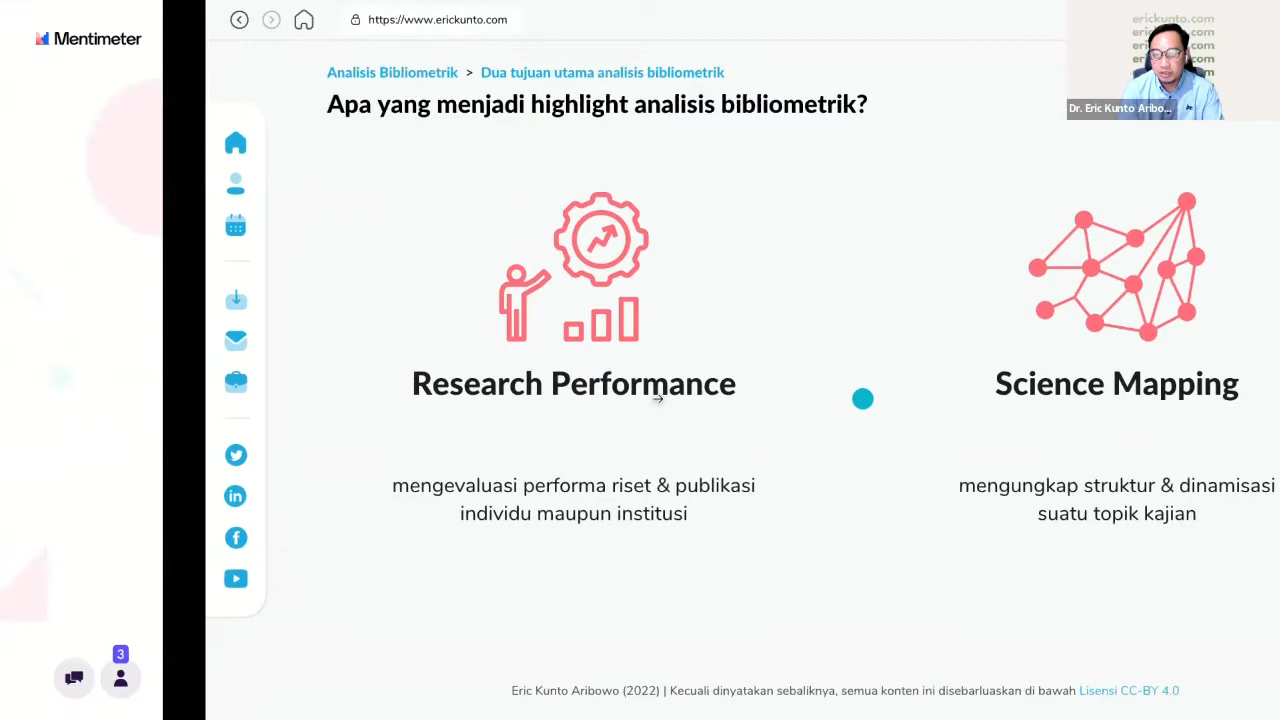 Mentimeter
https://www.erickunto.com
erickunto.com
Dr. Eric Kunto Aribo...
Analisis Bibliometrik > Dua tujuan utama analisis bibliometrik
Apa yang menjadi highlight analisis bibliometrik?
Research Performance
mengevaluasi performa riset & publikasi
individu maupun institusi
Science Mapping
mengungkap struktur & dinamisasi
suatu topik kajian
3
Eric Kunto Aribowo (2022) | Kecuali dinyatakan sebaliknya, semua konten ini disebarluaskan di bawah Lisensi CC-BY 4.0